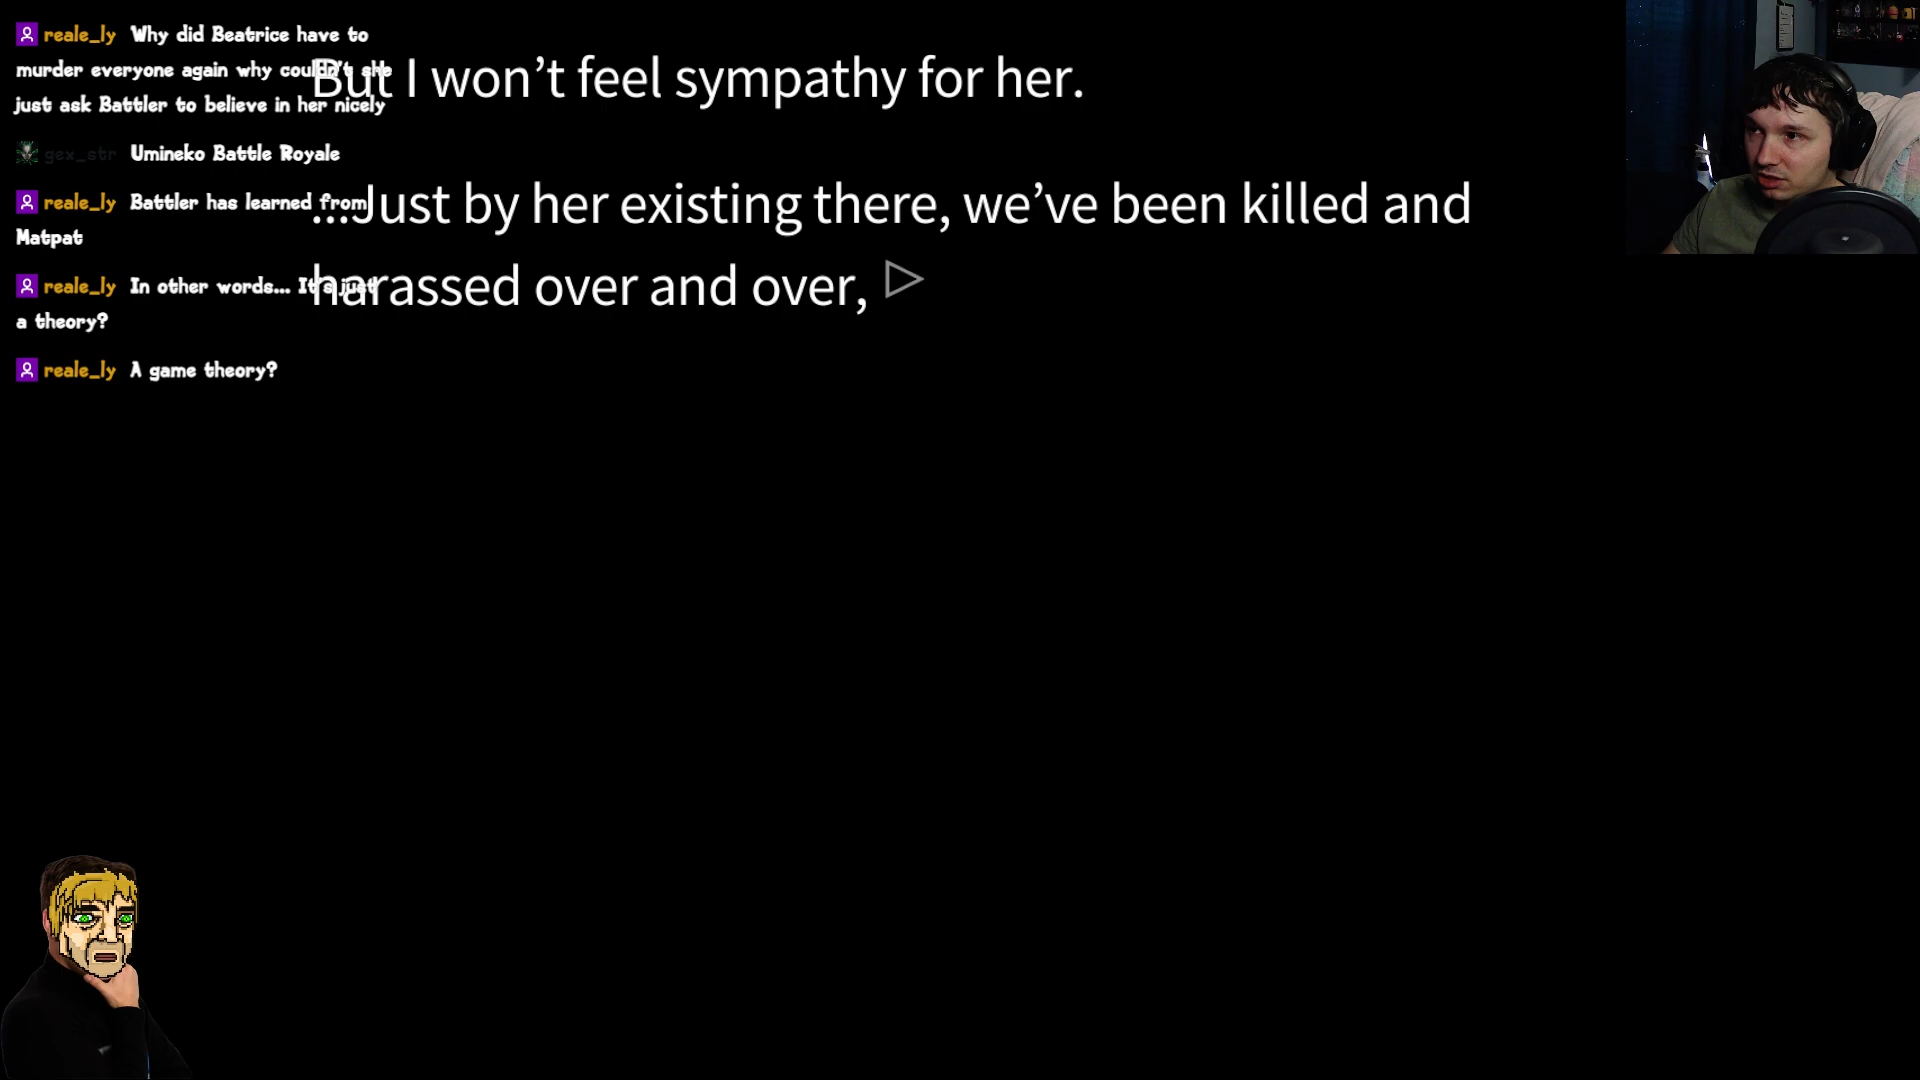 reale_ly Why did Beatrice have to
murder everyone again why couldn't she
just ask Battler to believe in her nicely
gex_str Umineko Battle Royale
reale_ly Battler has learned from
Matpat
reale_ly In other words... It's just
a theory?
reale_ly A game theory?
But I won’t feel sympathy for her.
...Just by her existing there, we’ve been killed and
harassed over and over,